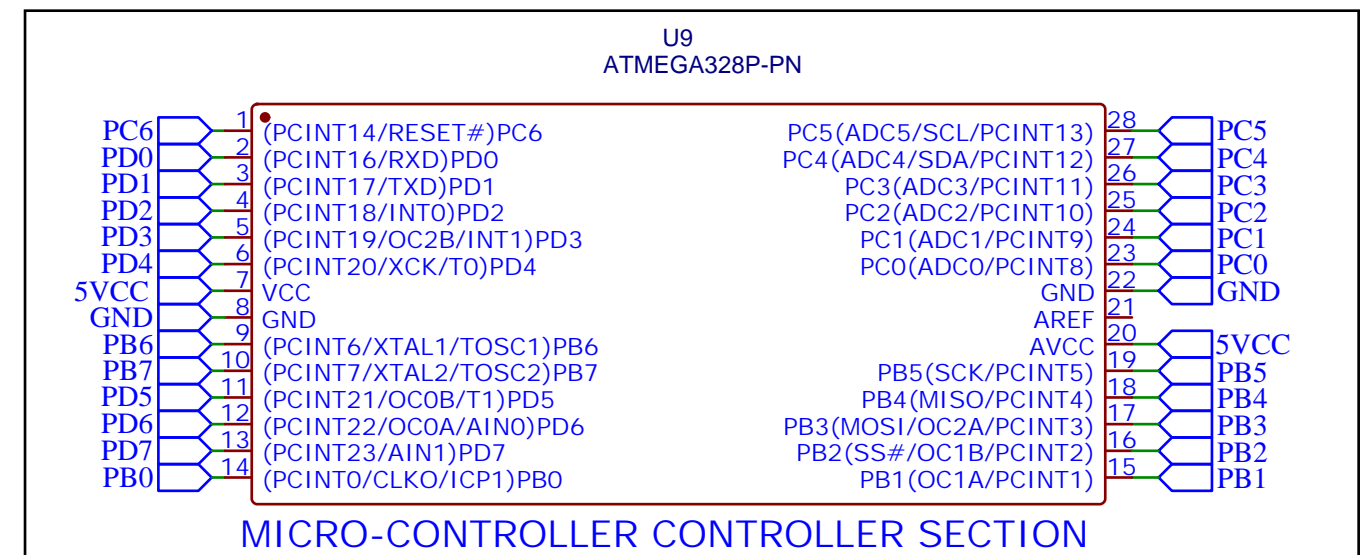 U9
ATMEGA328P-PN
PC6 1 (PCINT14/RESET#)PC6 PC5(ADC5/SCL/PCINT13) 28 PC5
PD0 2 (PCINT16/RXD)PD0 PC4(ADC4/SDA/PCINT12) 27 PC4
PD1 3 (PCINT17/TXD)PD1 PC3(ADC3/PCINT11) 26 PC3
PD2 4 (PCINT18/INT0)PD2 PC2(ADC2/PCINT10) 25 PC2
PD3 5 (PCINT19/OC2B/INT1)PD3 PC1(ADC1/PCINT9) 24 PC1
PD4 6 (PCINT20/XCK/T0)PD4 PC0(ADC0/PCINT8) 23 PC0
5VCC 7 VCC GND 22 GND
GND 8 GND AREF 21
PB6 9 (PCINT6/XTAL1/TOSC1)PB6 AVCC 20 5VCC
PB7 10 (PCINT7/XTAL2/TOSC2)PB7 PB5(SCK/PCINT5) 19 PB5
PD5 11 (PCINT21/OC0B/T1)PD5 PB4(MISO/PCINT4) 18 PB4
PD6 12 (PCINT22/OC0A/AIN0)PD6 PB3(MOSI/OC2A/PCINT3) 17 PB3
PD7 13 (PCINT23/AIN1)PD7 PB2(SS#/OC1B/PCINT2) 16 PB2
PB0 14 (PCINT0/CLKO/ICP1)PB0 PB1(OC1A/PCINT1) 15 PB1
MICRO-CONTROLLER CONTROLLER SECTION